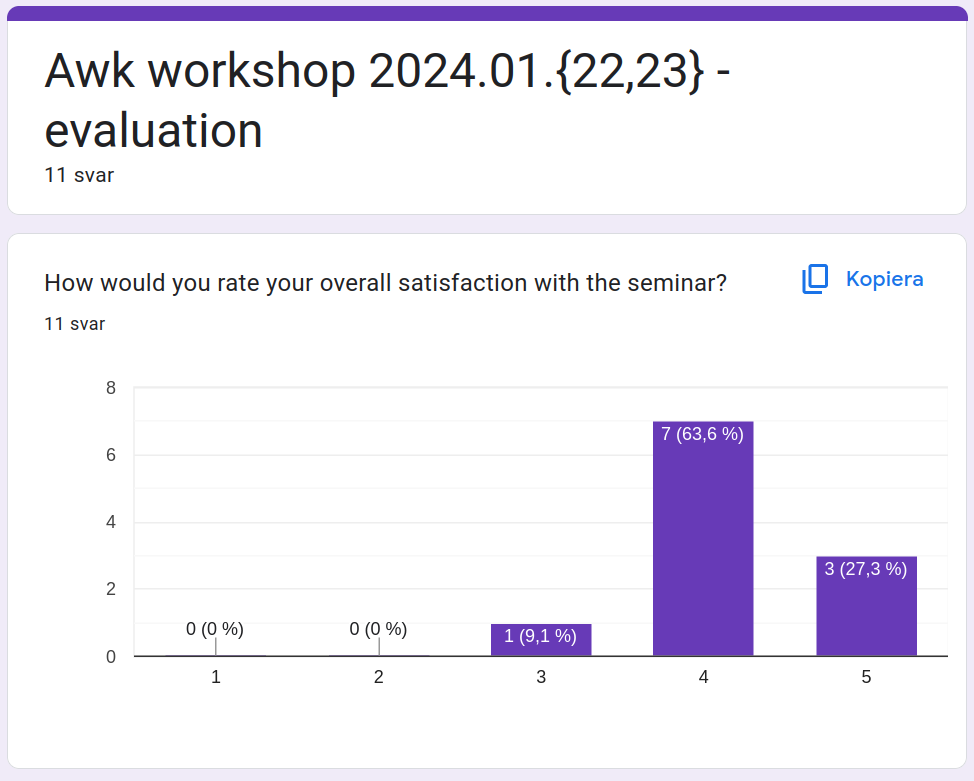 Awk workshop 2024.01.{22,23} -
evaluation
11 svar
How would you rate your overall satisfaction with the seminar?
Kopiera
11 svar
8
6
4
2
0
0 (0 %)
0 (0 %)
1 (9,1 %)
7 (63,6 %)
3 (27,3 %)
1
2
3
4
5